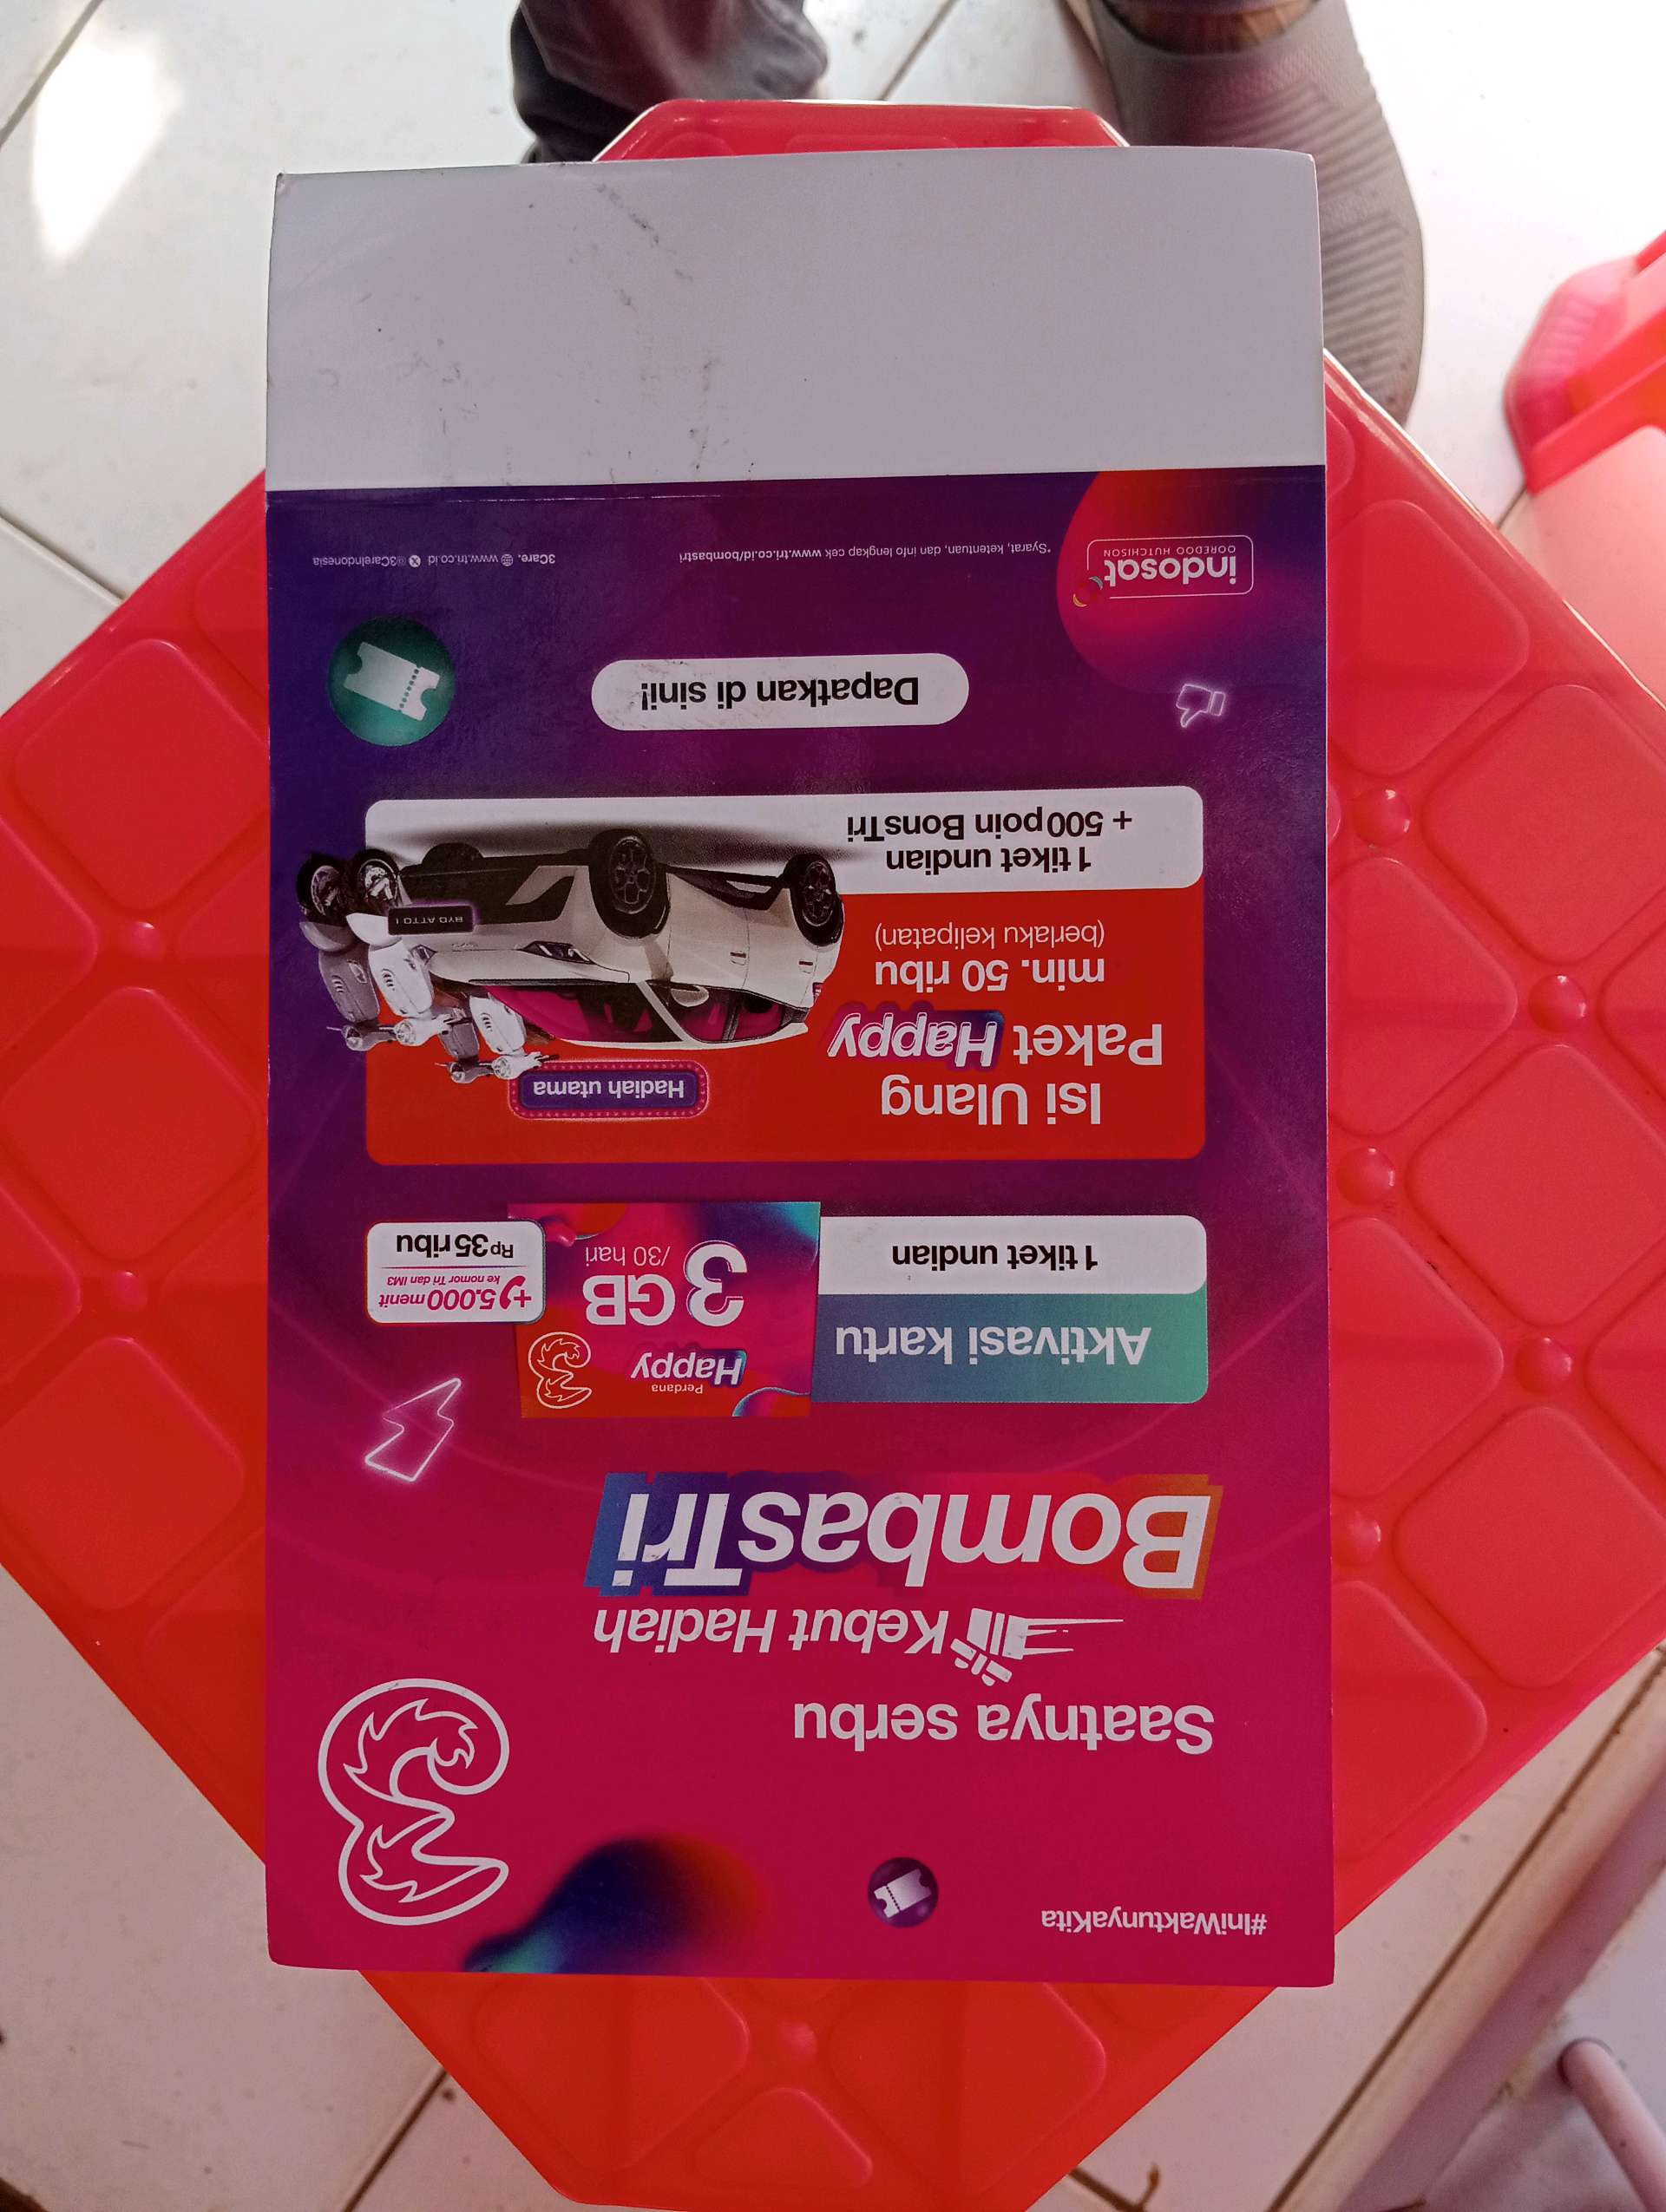 #IniWaktunyaKita
Saatnya serbu
Kebut Hadiah
BombasTri
Aktivasi kartu
1 tiket undian
Perdana
Happy
3 GB
/30 hari
+ 5.000 menit
ke nomor Tri dan IM3
Rp 35 ribu
Isi Ulang
Paket Happy
min. 50 ribu
(berlaku kelipatan)
1 tiket undian
+ 500 poin BonsTri
Hadiah utama
BYD ATTO 1
Dapatkan di sini!
indosat
OOREDOO HUTCHISON
*Syarat, ketentuan, dan info lengkap cek www.tri.co.id/bombastri
3Care. www.tri.co.id @3CareIndonesia